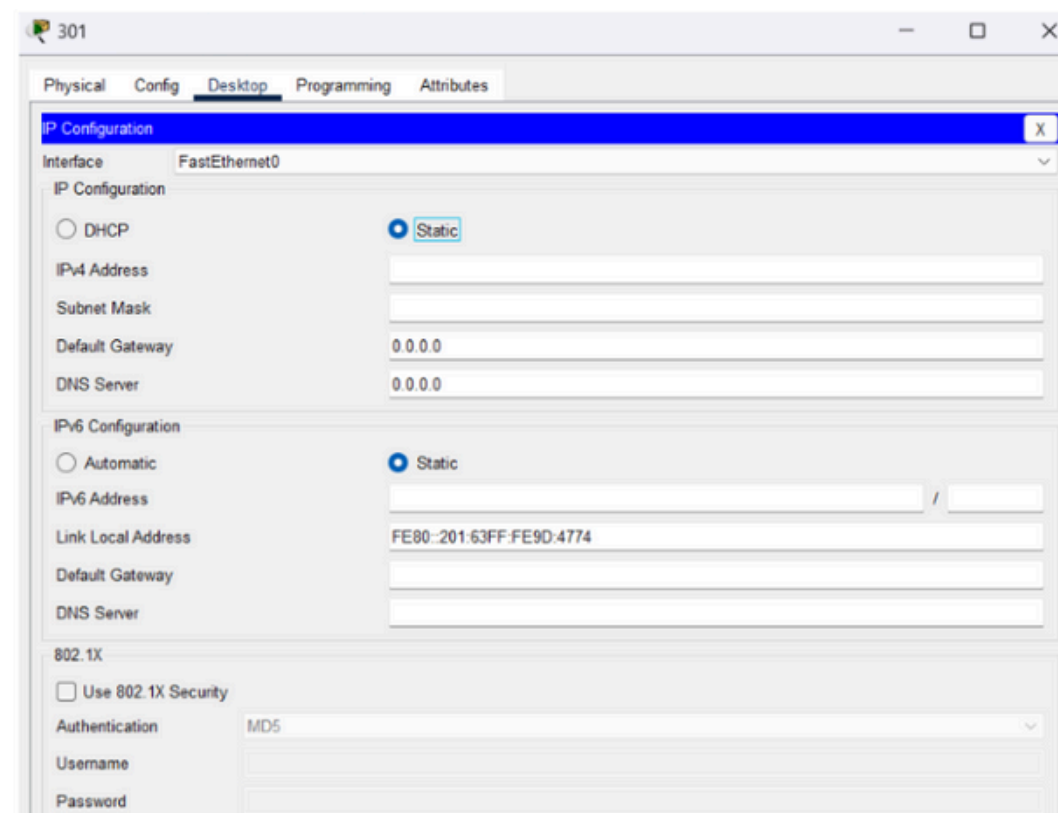 301
Physical Config Desktop Programming Attributes
IP Configuration X
Interface FastEthernet0
IP Configuration
DHCP Static
IPv4 Address
Subnet Mask
Default Gateway 0.0.0.0
DNS Server 0.0.0.0
IPv6 Configuration
Automatic Static
IPv6 Address /
Link Local Address FE80::201:63FF:FE9D:4774
Default Gateway
DNS Server
802.1X
Use 802.1X Security
Authentication MD5
Username
Password